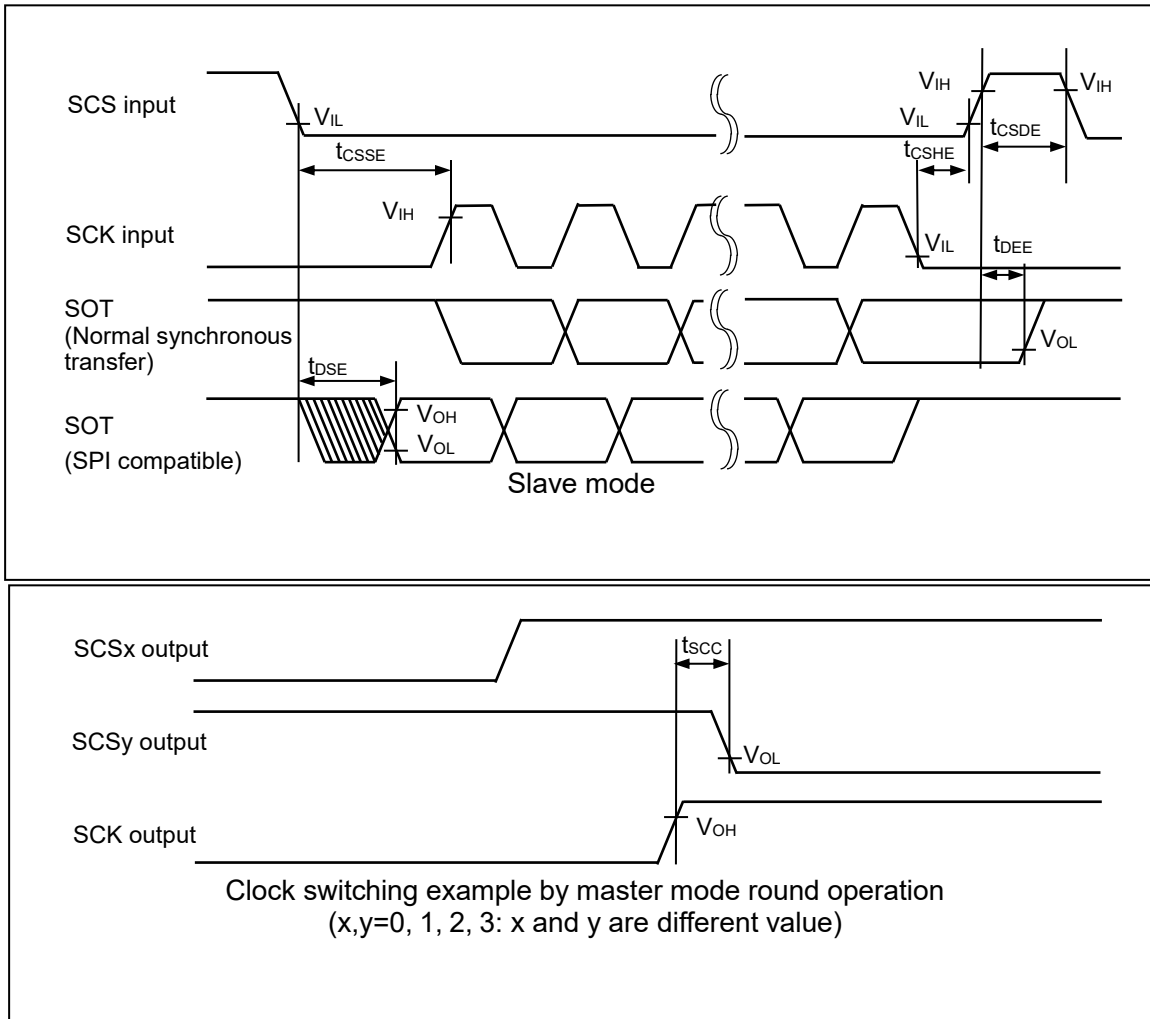 SCS input
VIL
tCSSE
VIH
VIL
tCSHE
tCSDE
VIH
SCK input
VIH
VIL
tDEE
SOT
(Normal synchronous
transfer)
VOL
tDSE
SOT
(SPI compatible)
VOH
VOL
Slave mode
SCSx output
tSCC
SCSy output
VOL
SCK output
VOH
Clock switching example by master mode round operation
(x,y=0, 1, 2, 3: x and y are different value)